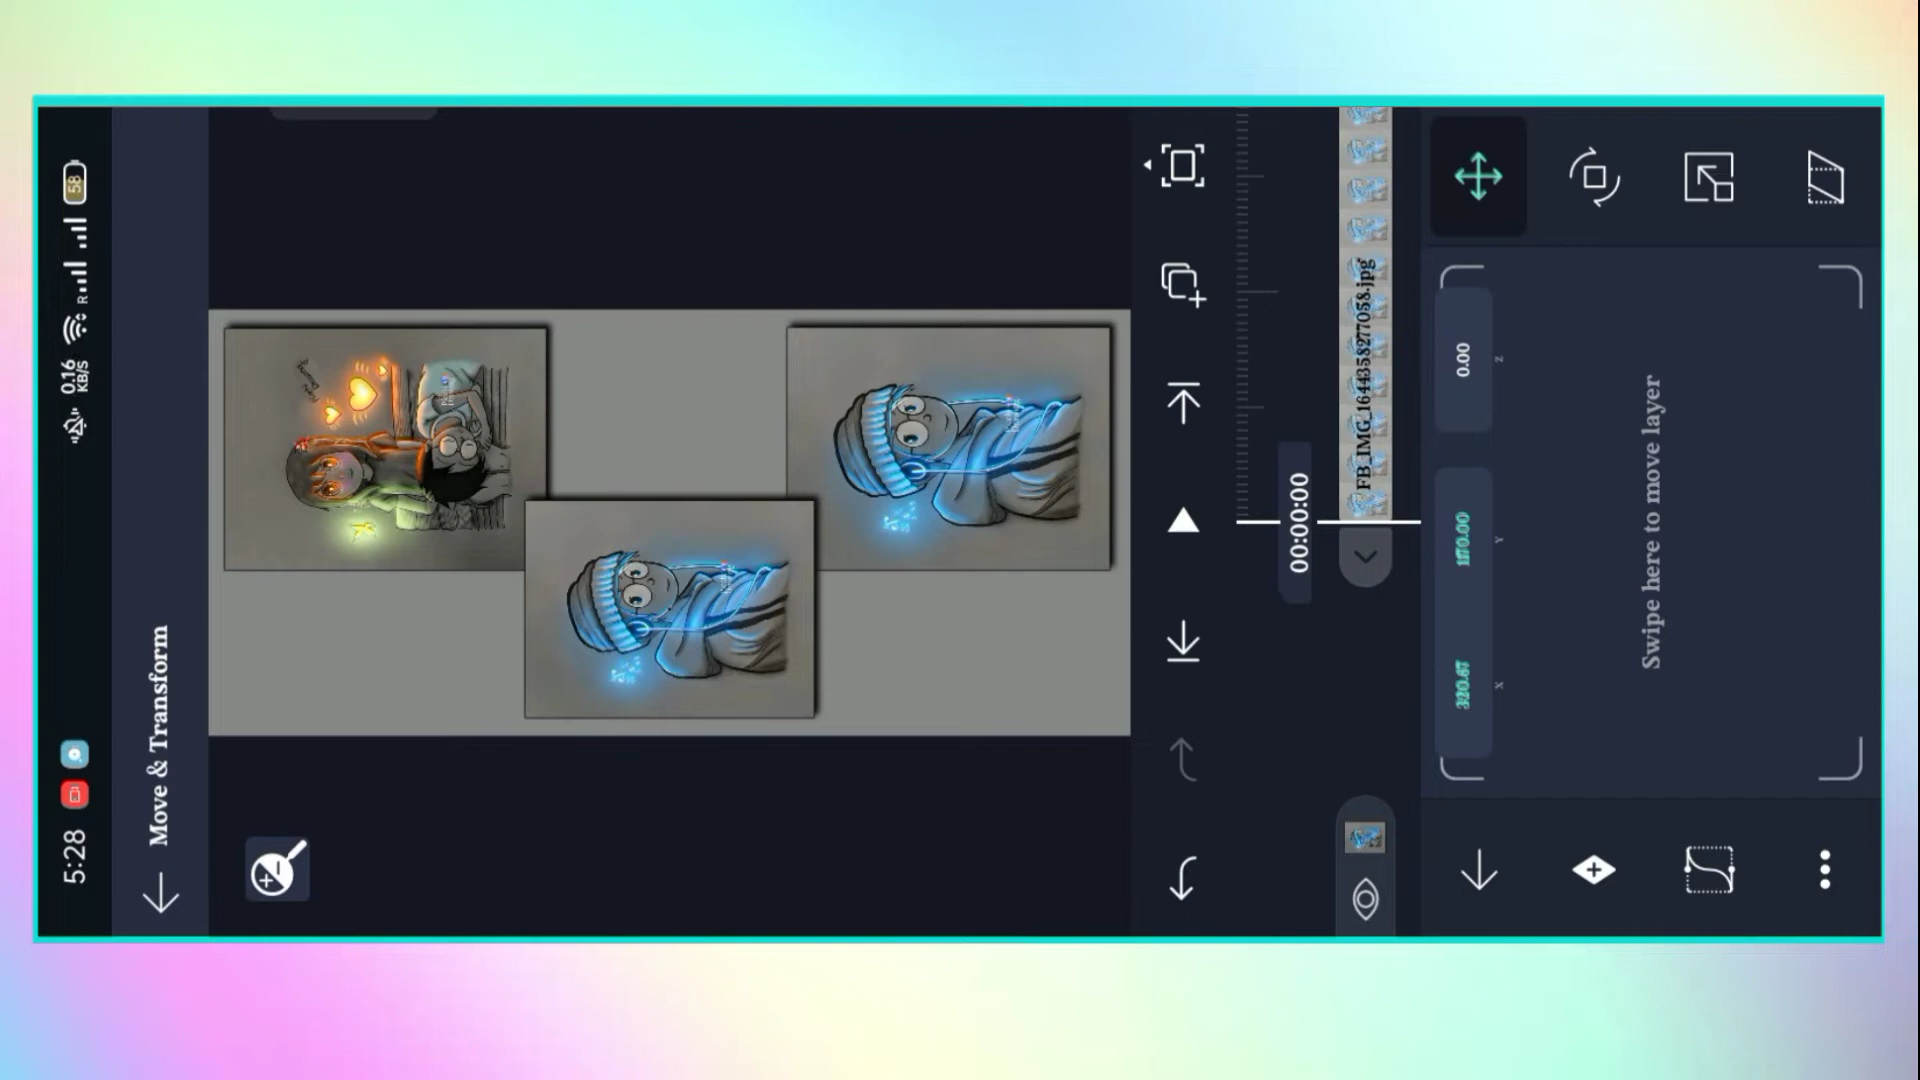 5:28
0.16
KB/S
R
58
Move & Transform
00:00:00
FB_IMG_1644358277058.jpg
320.67
1170.00
0.00
X
Y
Z
Swipe here to move layer